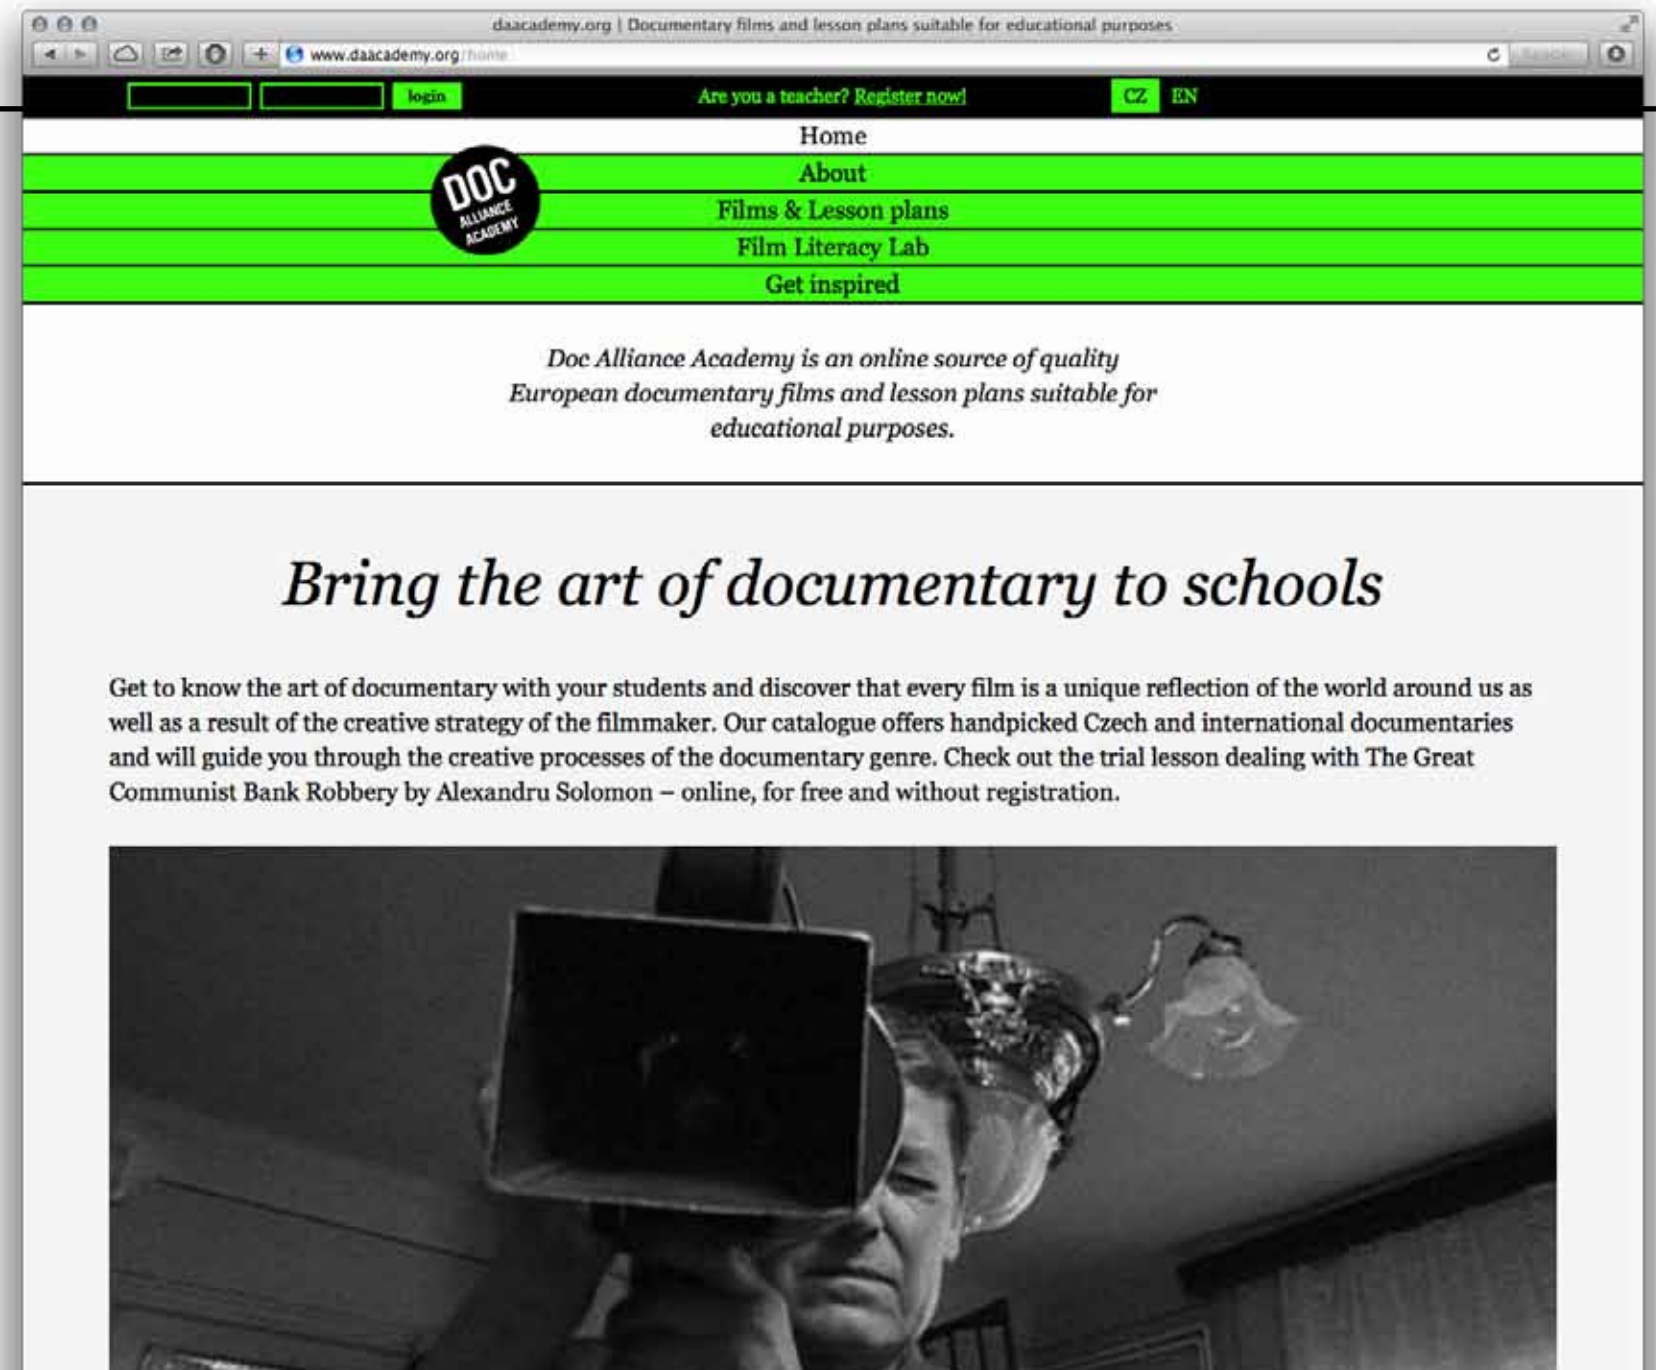 daacademy.org | Documentary films and lesson plans suitable for educational purposes
www.daacademy.org/home
login
Are you a teacher? Register now!
CZ EN
Home
About
Films & Lesson plans
Film Literacy Lab
Get inspired
DOC
ALLIANCE
ACADEMY
Doc Alliance Academy is an online source of quality
European documentary films and lesson plans suitable for
educational purposes.
Bring the art of documentary to schools
Get to know the art of documentary with your students and discover that every film is a unique reflection of the world around us as
well as a result of the creative strategy of the filmmaker. Our catalogue offers handpicked Czech and international documentaries
and will guide you through the creative processes of the documentary genre. Check out the trial lesson dealing with The Great
Communist Bank Robbery by Alexandru Solomon – online, for free and without registration.